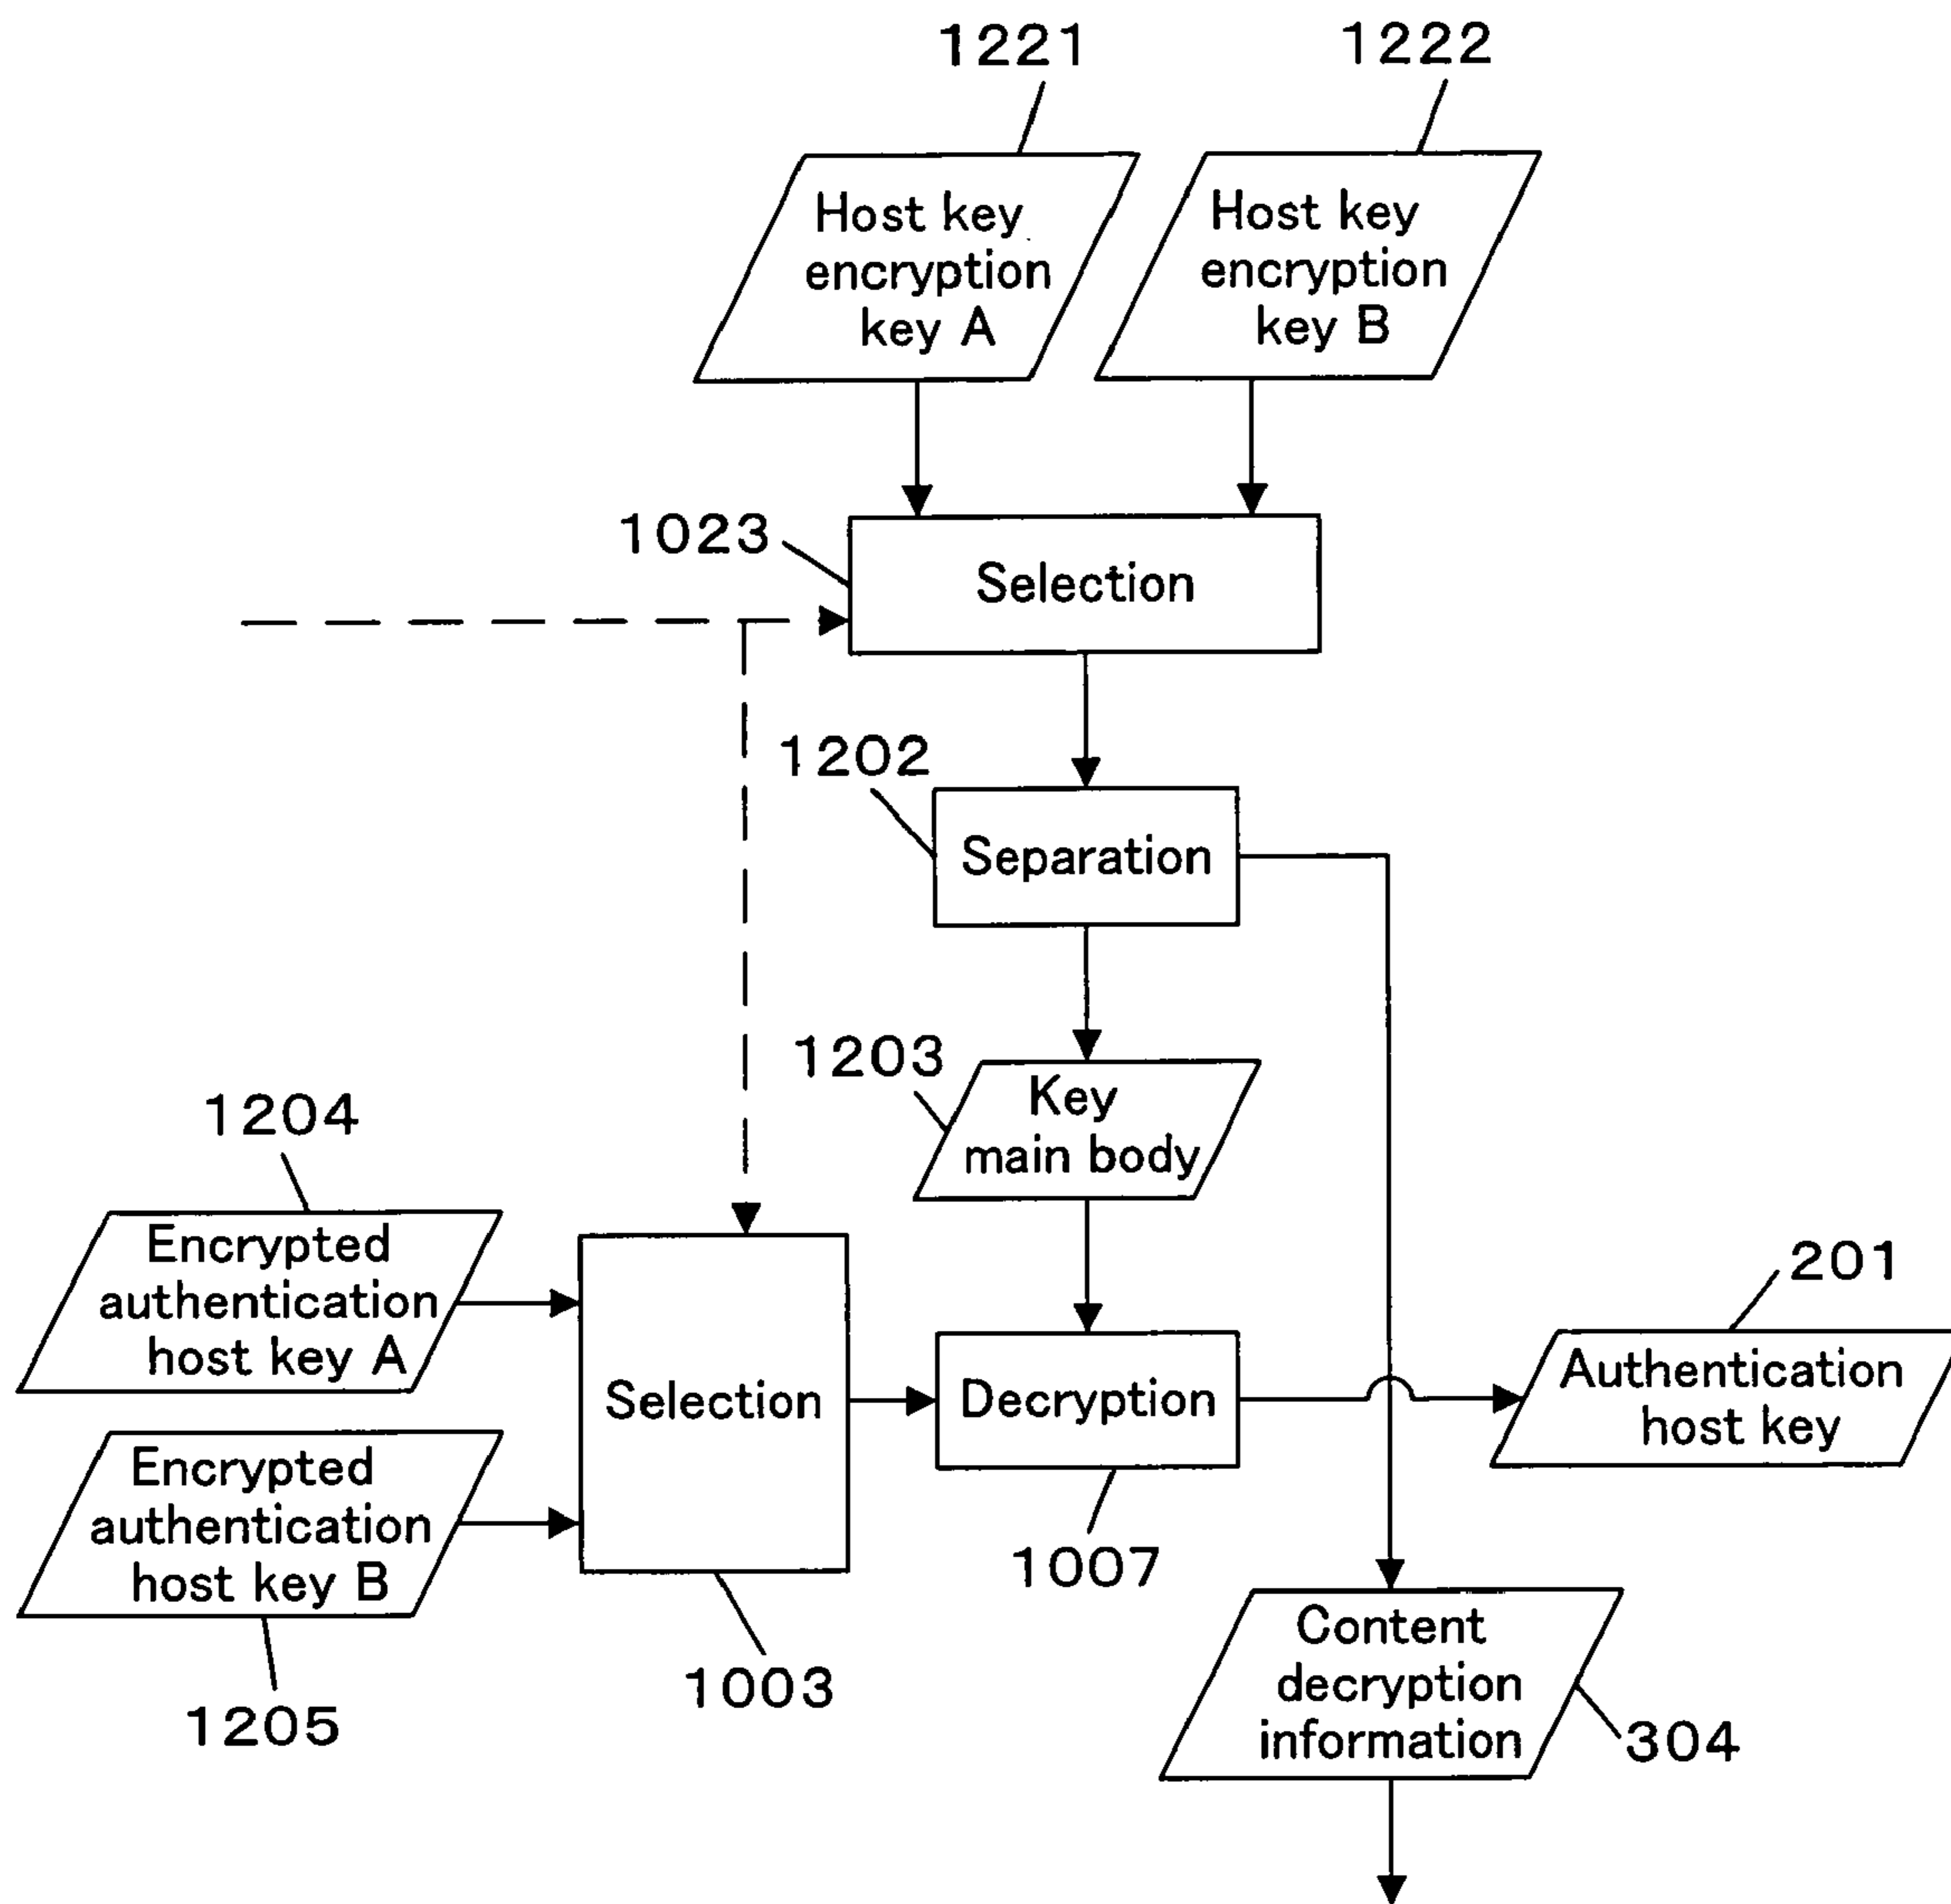 1221
1222
Host key
encryption
key A
Host key
encryption
key B
1023
Selection
1202
Separation
1203
Key
main body
1204
Encrypted
authentication
host key A
201
Authentication
host key
Selection
Decryption
Encrypted
authentication
host key B
1007
1205
1003
Content
decryption
information
304